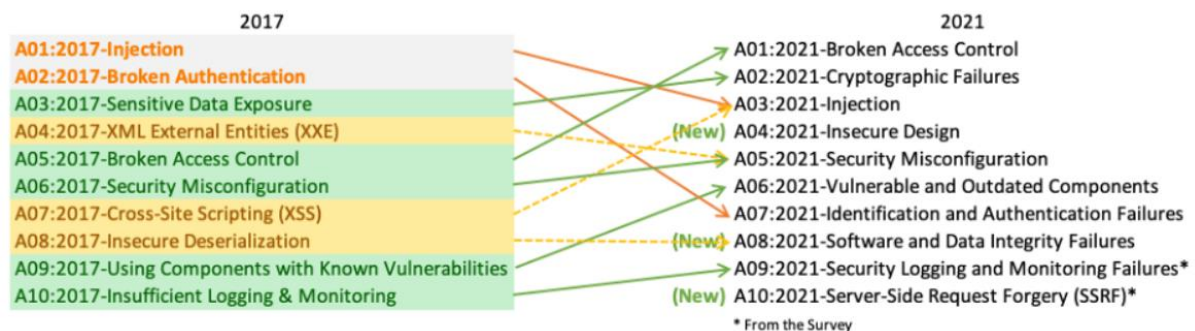 2017
A01:2017-Injection
A02:2017-Broken Authentication
A03:2017-Sensitive Data Exposure
A04:2017-XML External Entities (XXE)
A05:2017-Broken Access Control
A06:2017-Security Misconfiguration
A07:2017-Cross-Site Scripting (XSS)
A08:2017-Insecure Deserialization
A09:2017-Using Components with Known Vulnerabilities
A10:2017-Insufficient Logging & Monitoring
2021
A01:2021-Broken Access Control
A02:2021-Cryptographic Failures
A03:2021-Injection
(New) A04:2021-Insecure Design
A05:2021-Security Misconfiguration
A06:2021-Vulnerable and Outdated Components
A07:2021-Identification and Authentication Failures
(New) A08:2021-Software and Data Integrity Failures
A09:2021-Security Logging and Monitoring Failures*
(New) A10:2021-Server-Side Request Forgery (SSRF)*
* From the Survey